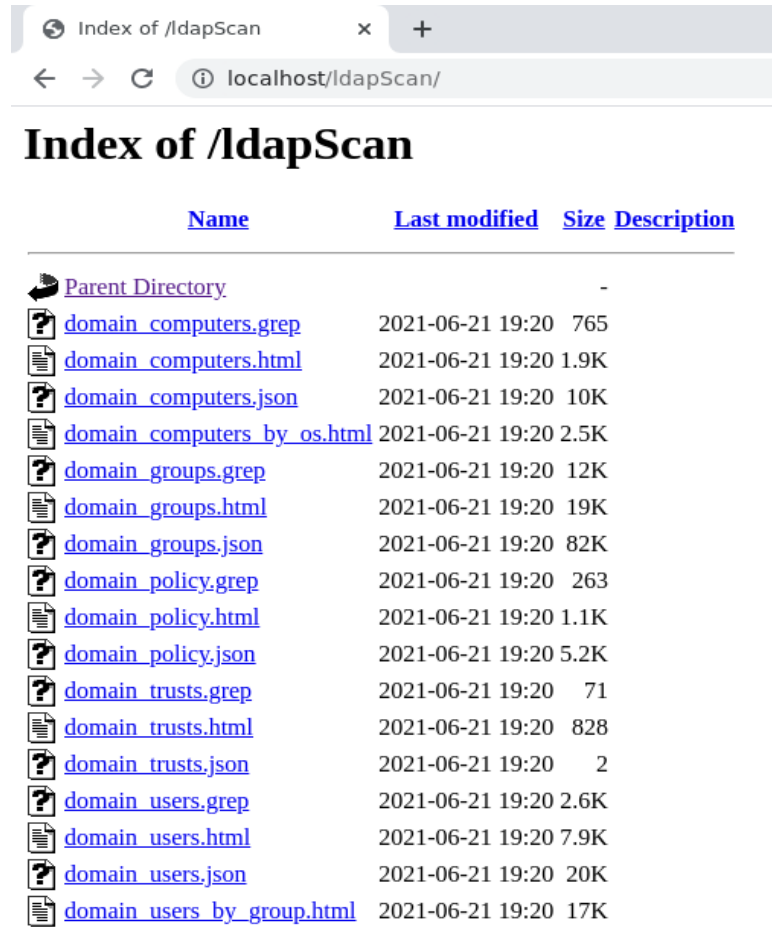 Index of /ldapScan
localhost/ldapScan/
Index of /ldapScan
Name Last modified Size Description
Parent Directory -
domain_computers.grep 2021-06-21 19:20 765
domain_computers.html 2021-06-21 19:20 1.9K
domain_computers.json 2021-06-21 19:20 10K
domain_computers_by_os.html 2021-06-21 19:20 2.5K
domain_groups.grep 2021-06-21 19:20 12K
domain_groups.html 2021-06-21 19:20 19K
domain_groups.json 2021-06-21 19:20 82K
domain_policy.grep 2021-06-21 19:20 263
domain_policy.html 2021-06-21 19:20 1.1K
domain_policy.json 2021-06-21 19:20 5.2K
domain_trusts.grep 2021-06-21 19:20 71
domain_trusts.html 2021-06-21 19:20 828
domain_trusts.json 2021-06-21 19:20 2
domain_users.grep 2021-06-21 19:20 2.6K
domain_users.html 2021-06-21 19:20 7.9K
domain_users.json 2021-06-21 19:20 20K
domain_users_by_group.html 2021-06-21 19:20 17K